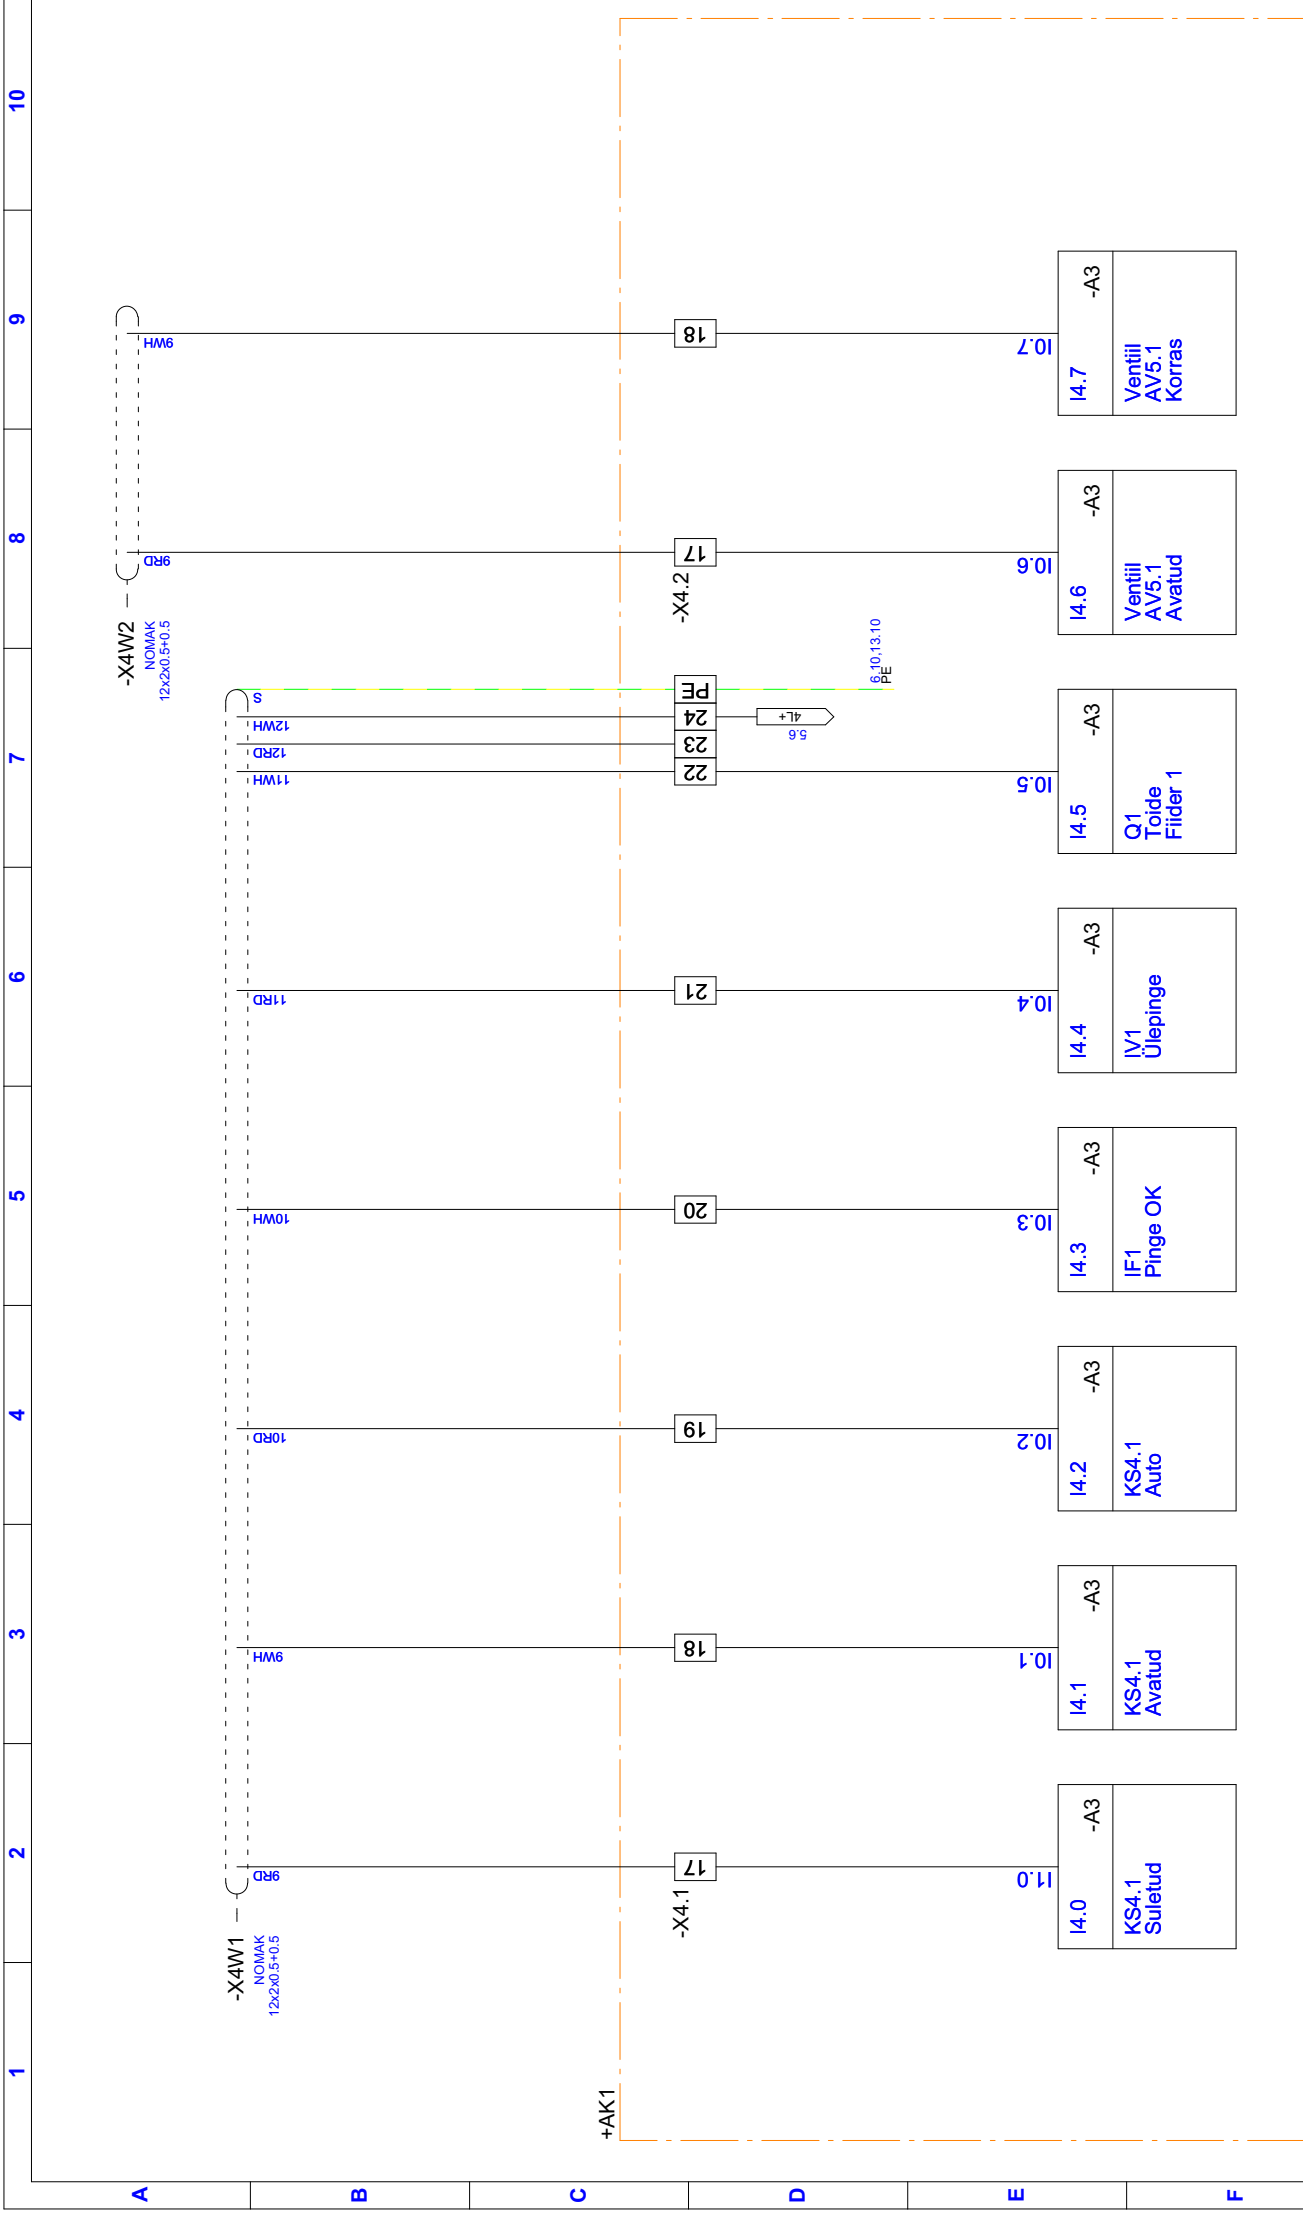 1
2
3
4
5
6
7
8
9
10
A
B
C
D
E
F
-X4W2
NOMAK
12x2x0.5+0.5
9RD
9WH
-X4W1
NOMAK
12x2x0.5+0.5
9RD
9WH
10RD
10WH
11RD
11WH
12RD
12WH
S
+AK1
-X4.1
17
18
19
20
21
22
23
24
PE
-X4.2
17
18
4L+
5.6
6.10,13.10
PE
I1.0
I0.1
I0.2
I0.3
I0.4
I0.5
I0.6
I0.7
I4.0
-A3
KS4.1
Suletud
I4.1
-A3
KS4.1
Avatud
I4.2
-A3
KS4.1
Auto
I4.3
-A3
IF1
Pinge OK
I4.4
-A3
IV1
Ülepinge
I4.5
-A3
Q1
Toide
Fiider 1
I4.6
-A3
Ventiil
AV5.1
Avatud
I4.7
-A3
Ventiil
AV5.1
Korras